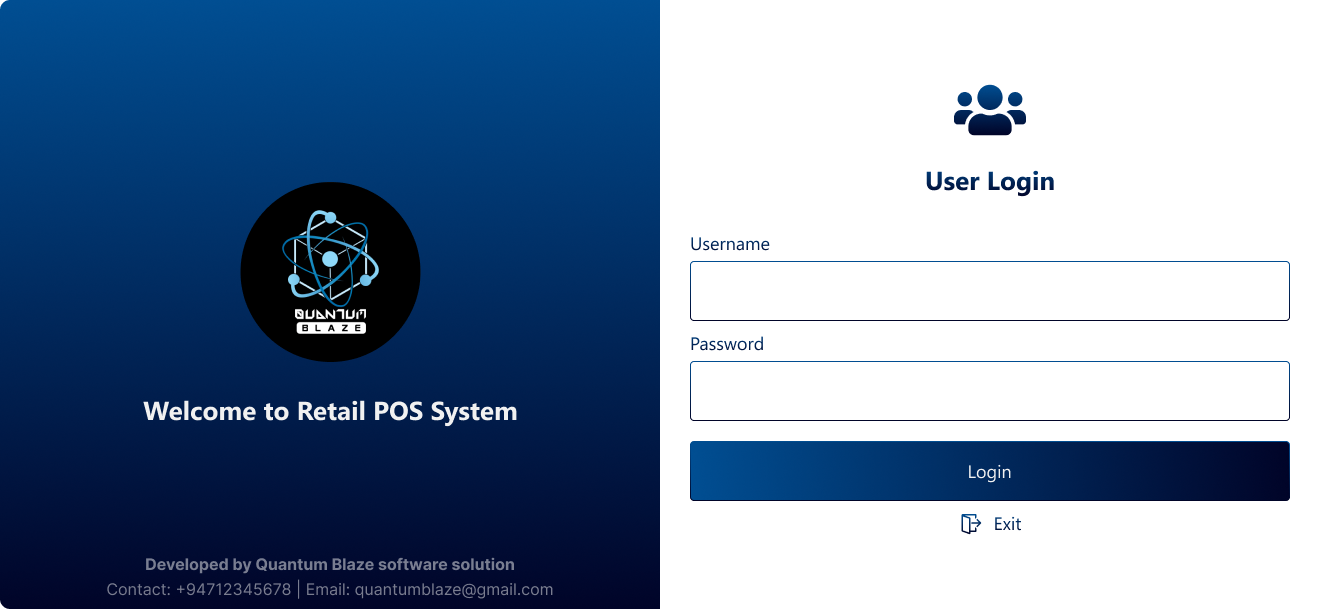 QUANTUM
BLAZE
Welcome to Retail POS System
Developed by Quantum Blaze software solution
Contact: +94712345678 | Email: quantumblaze@gmail.com
User Login
Username
Password
Login
Exit